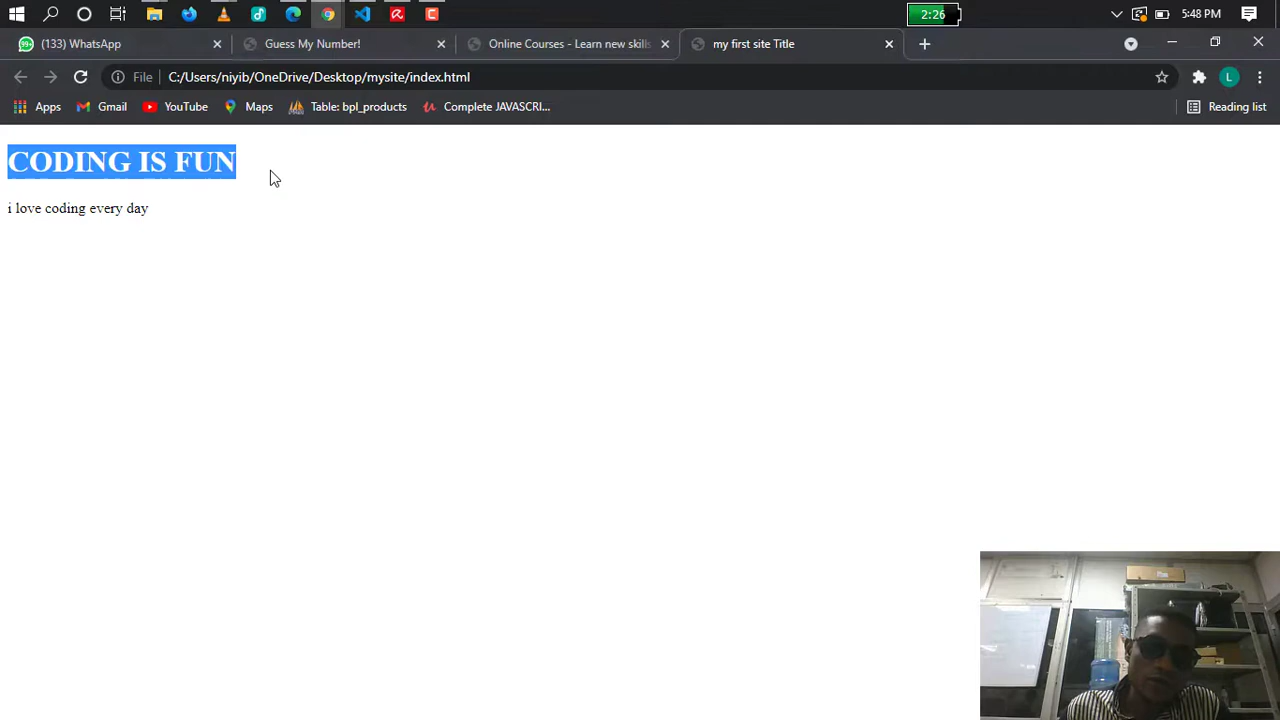 2:26
5:48 PM
99+
(133) WhatsApp
Guess My Number!
Online Courses - Learn new skills
my first site Title
File
C:/Users/niyib/OneDrive/Desktop/mysite/index.html
L
Apps
Gmail
YouTube
Maps
Table: bpl_products
Complete JAVASCRI...
Reading list
CODING IS FUN
i love coding every day